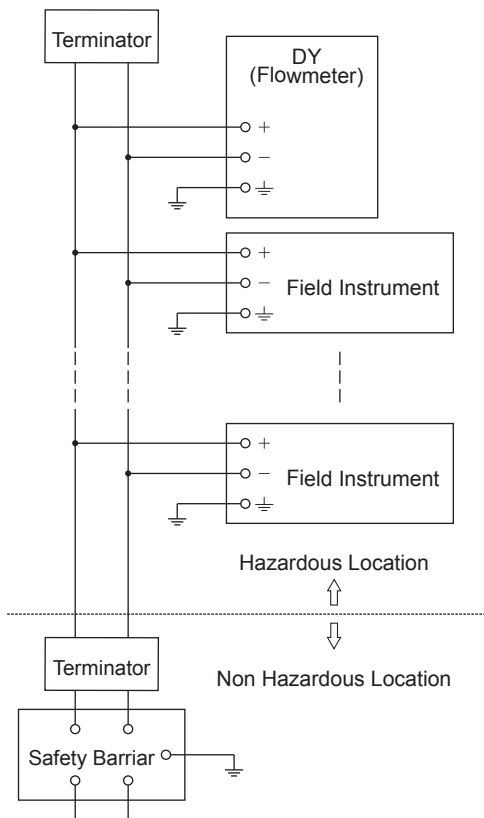 Terminator
DY
(Flowmeter)
+
−
+
−
Field Instrument
+
−
Field Instrument
Hazardous Location
Terminator
Non Hazardous Location
Safety Barriar